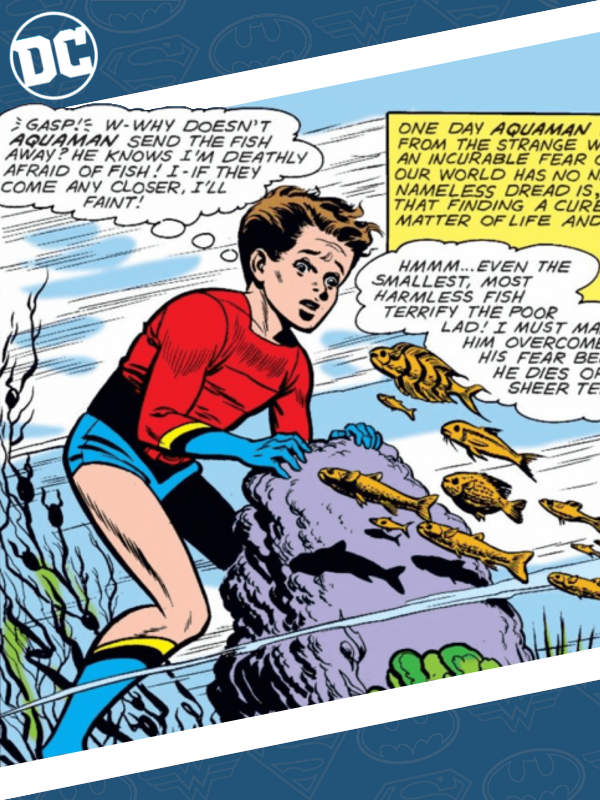 DC
GASP! W-WHY DOESN'T
AQUAMAN SEND THE FISH
AWAY? HE KNOWS I'M DEATHLY
AFRAID OF FISH! I-IF THEY
COME ANY CLOSER, I'LL
FAINT!
ONE DAY AQUAMAN
FROM THE STRANGE
AN INCURABLE FEAR
OUR WORLD HAS NO
NAMELESS DREAD IS,
THAT FINDING A CURE
MATTER OF LIFE AND
HMMM...EVEN THE
SMALLEST, MOST
HARMLESS FISH
TERRIFY THE POOR
LAD! I MUST
HIM OVERCOME
HIS FEAR
HE DIES
SHEER